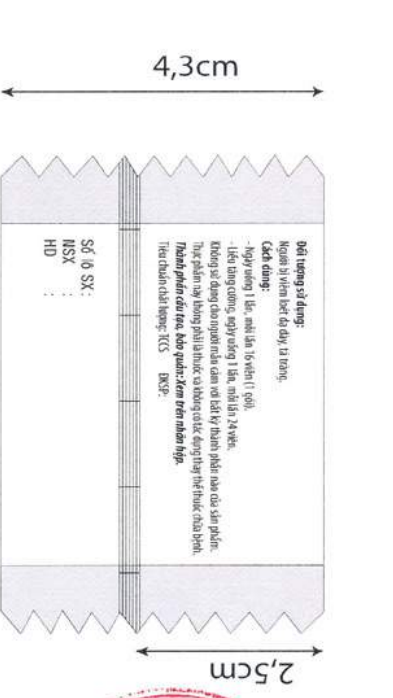 4,3cm
Đối tượng sử dụng:
Người bị viêm loét dạ dày, tá tràng.
Cách dùng:
- Ngày uống 1 lần, mỗi lần 16 viên (1 gói).
- Liều tăng cường, ngày uống 1 lần, mỗi lần 24 viên.
Không sử dụng cho người mẫn cảm với bất kỳ thành phần nào của sản phẩm.
Thực phẩm này không phải là thuốc và không có tác dụng thay thế thuốc chữa bệnh.
Thành phần cấu tạo, bảo quản: Xem trên nhãn hộp.
Tiêu chuẩn chất lượng: TCCS ĐKSP:
Số lô SX :
NSX :
HD :
2,5cm